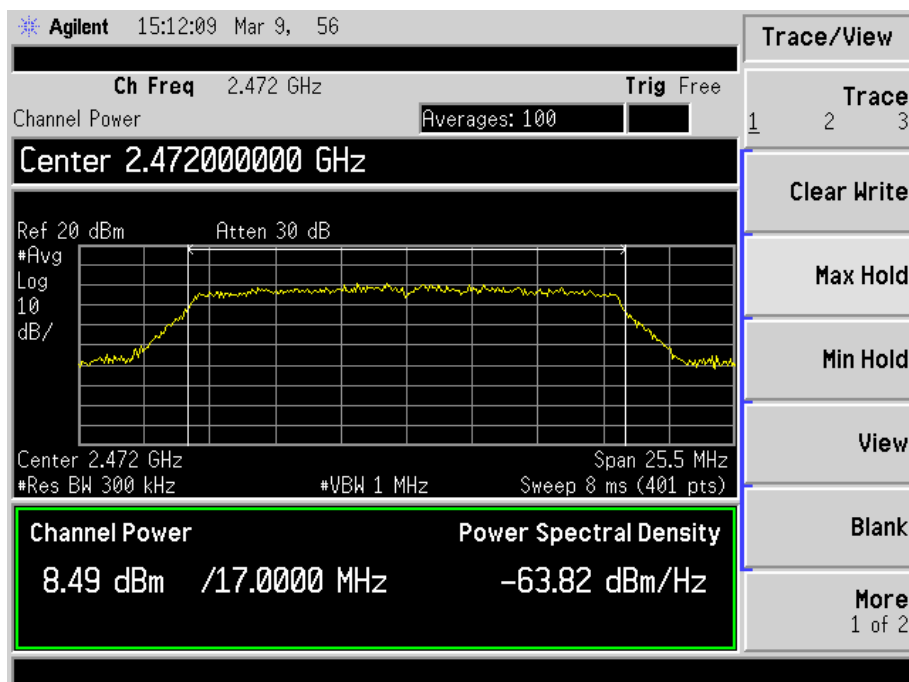 Agilent 15:12:09 Mar 9, 56
Trace/View
Ch Freq 2.472 GHz Trig Free
Channel Power Averages: 100
Center 2.472000000 GHz
Ref 20 dBm Atten 30 dB
#Avg
Log
10
dB/
Center 2.472 GHz Span 25.5 MHz
#Res BW 300 kHz #VBW 1 MHz Sweep 8 ms (401 pts)
Channel Power Power Spectral Density
8.49 dBm /17.0000 MHz -63.82 dBm/Hz
Trace
1 2 3
Clear Write
Max Hold
Min Hold
View
Blank
More
1 of 2